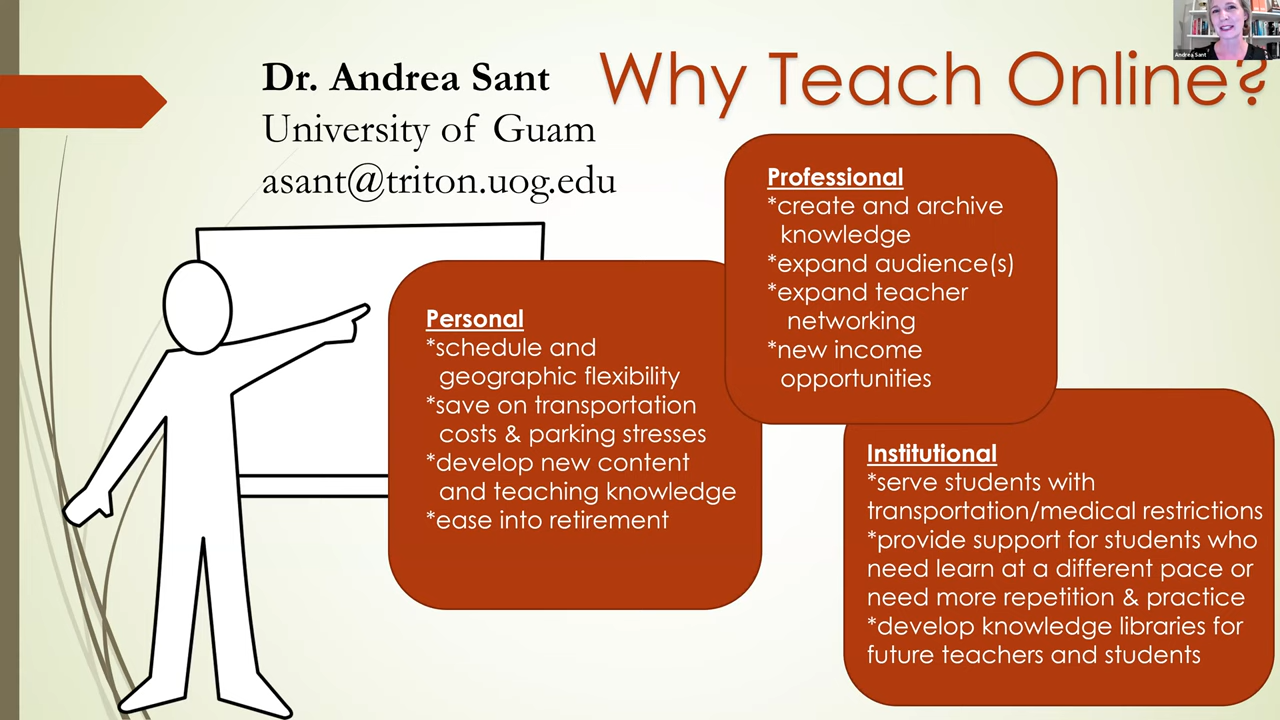 Dr. Andrea Sant
University of Guam
asant@triton.uog.edu
Why Teach Online?
Andrea Sant
Personal
*schedule and
geographic flexibility
*save on transportation
costs & parking stresses
*develop new content
and teaching knowledge
*ease into retirement
Professional
*create and archive
knowledge
*expand audience(s)
*expand teacher
networking
*new income
opportunities
Institutional
*serve students with
transportation/medical restrictions
*provide support for students who
need learn at a different pace or
need more repetition & practice
*develop knowledge libraries for
future teachers and students